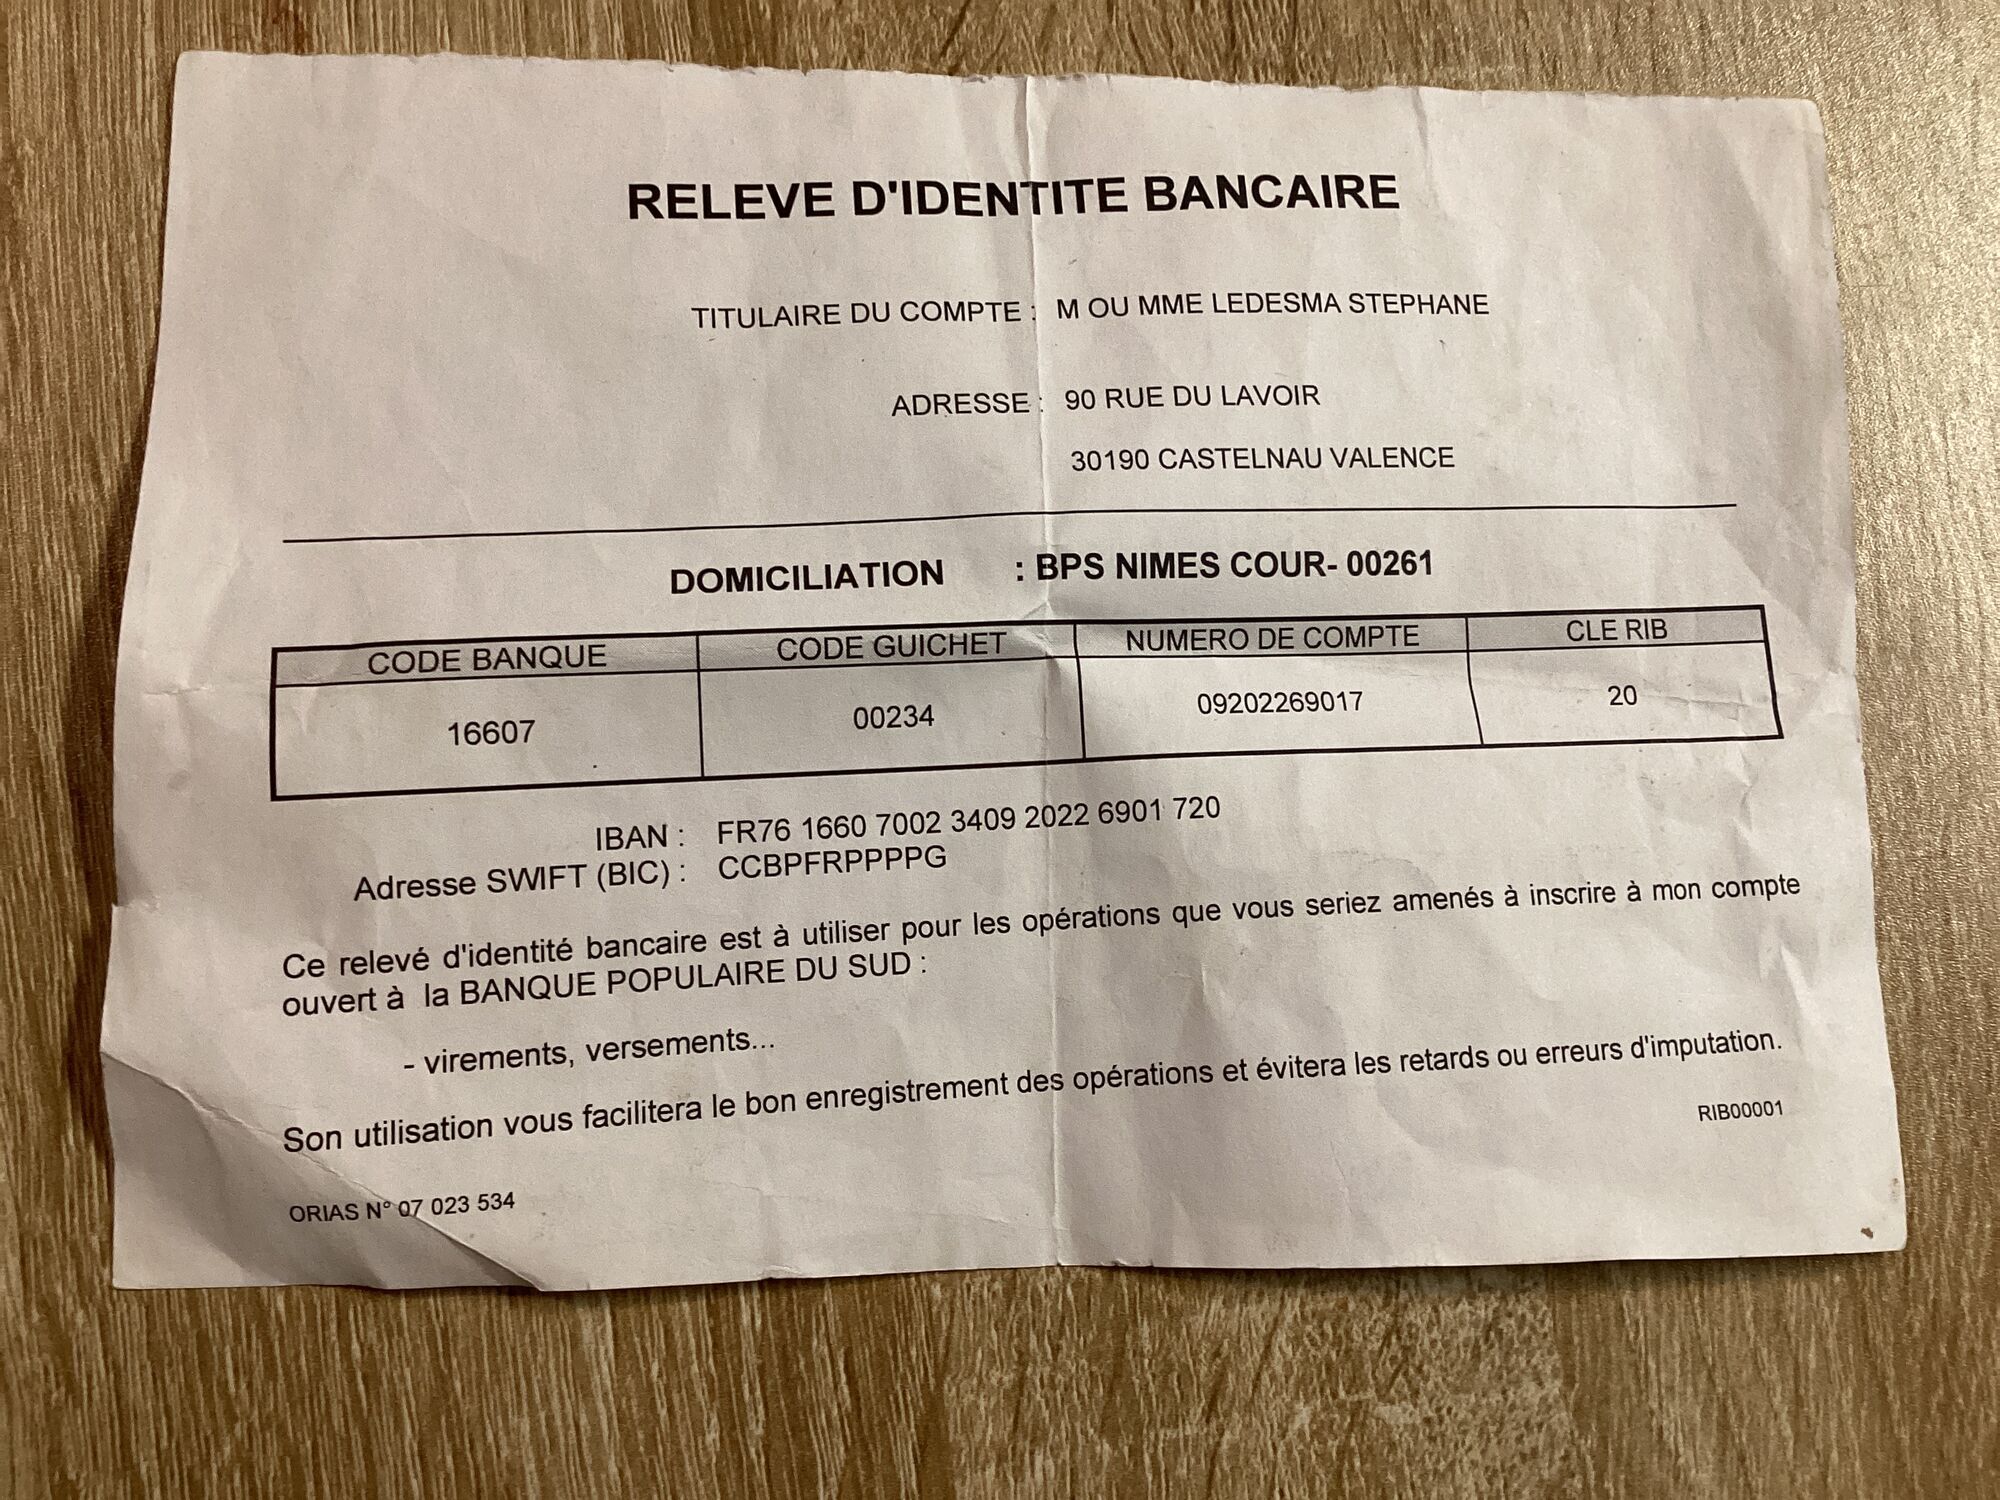 RELEVE D'IDENTITE BANCAIRE
TITULAIRE DU COMPTE : M OU MME LEDESMA STEPHANE
ADRESSE : 90 RUE DU LAVOIR
30190 CASTELNAU VALENCE
DOMICILIATION : BPS NIMES COUR- 00261
CODE BANQUE CODE GUICHET NUMERO DE COMPTE CLE RIB
16607 00234 09202269017 20
IBAN : FR76 1660 7002 3409 2022 6901 720
Adresse SWIFT (BIC) : CCBPFRPPPPG
Ce relevé d'identité bancaire est à utiliser pour les opérations que vous seriez amenés à inscrire à mon compte
ouvert à la BANQUE POPULAIRE DU SUD :
- virements, versements...
Son utilisation vous facilitera le bon enregistrement des opérations et évitera les retards ou erreurs d'imputation.
RIB00001
ORIAS N° 07 023 534